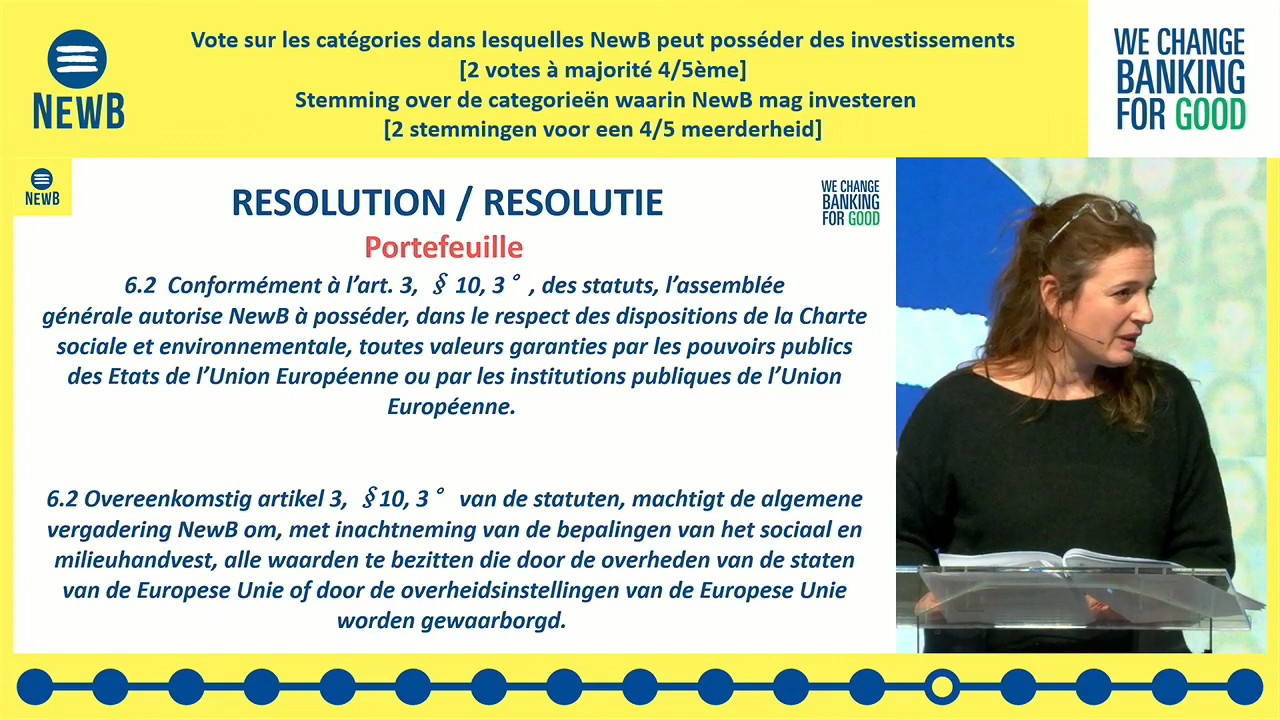 Vote sur les catégories dans lesquelles NewB peut posséder des investissements
[2 votes à majorité 4/5ème]
Stemming over de categorieën waarin NewB mag investeren
[2 stemmingen voor een 4/5 meerderheid]
NEWB
WE CHANGE
BANKING
FOR GOOD
NEWB
RESOLUTION / RESOLUTIE
WE CHANGE
BANKING
FOR GOOD
Portefeuille
6.2 Conformément à l’art. 3, § 10, 3°, des statuts, l’assemblée
générale autorise NewB à posséder, dans le respect des dispositions de la Charte
sociale et environnementale, toutes valeurs garanties par les pouvoirs publics
des Etats de l’Union Européenne ou par les institutions publiques de l’Union
Européenne.
6.2 Overeenkomstig artikel 3, §10, 3° van de statuten, machtigt de algemene
vergadering NewB om, met inachtneming van de bepalingen van het sociaal en
milieuhandvest, alle waarden te bezitten die door de overheden van de staten
van de Europese Unie of door de overheidsinstellingen van de Europese Unie
worden gewaarborgd.